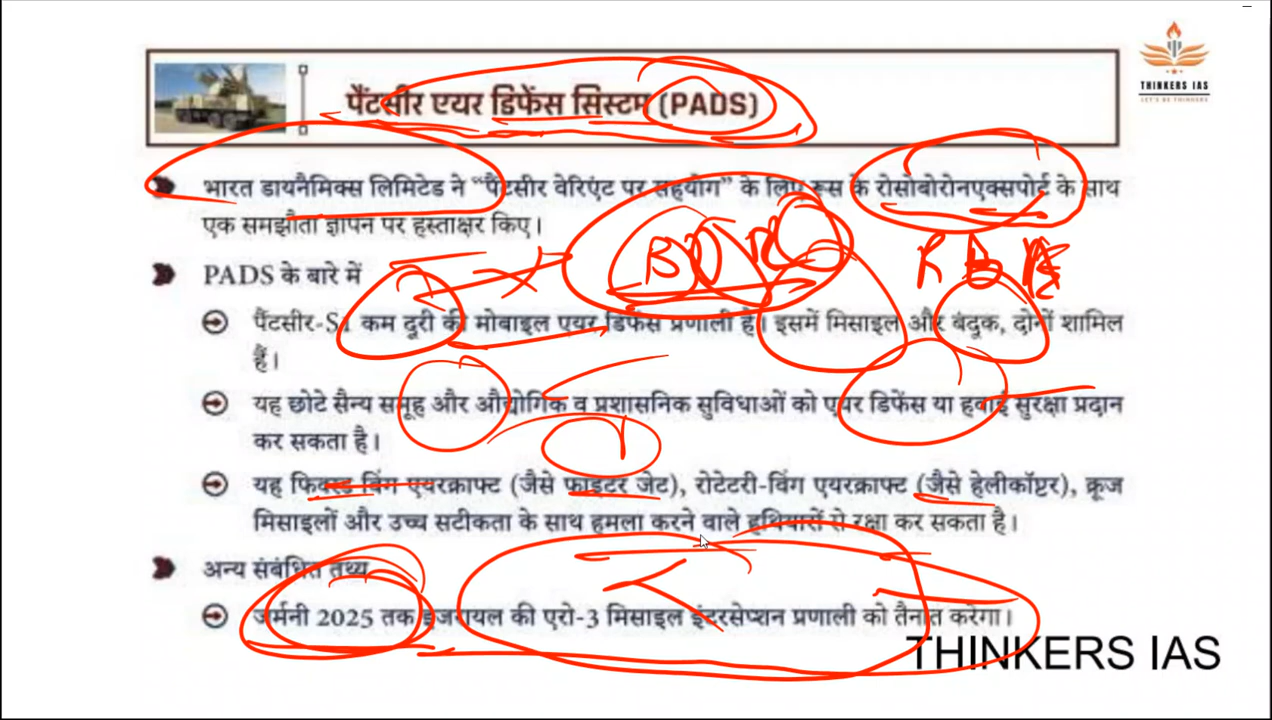 THINKERS IAS
LET'S BE THINKERS
पैंटसीर एयर डिफेंस सिस्टम (PADS)
भारत डायनैमिक्स लिमिटेड ने “पैंटसीर वेरिएंट पर सहयोग” के लिए रूस के रोसोबोरोनएक्सपोर्ट के साथ
एक समझौता ज्ञापन पर हस्ताक्षर किए।
PADS के बारे में
पैंटसीर-S1 कम दूरी की मोबाइल एयर डिफेंस प्रणाली है। इसमें मिसाइल और बंदूक, दोनों शामिल
हैं।
यह छोटे सैन्य समूह और औद्योगिक व प्रशासनिक सुविधाओं को एयर डिफेंस या हवाई सुरक्षा प्रदान
कर सकता है।
यह फिक्स्ड विंग एयरक्राफ्ट (जैसे फाइटर जेट), रोटेटरी-विंग एयरक्राफ्ट (जैसे हेलीकॉप्टर), क्रूज
मिसाइलों और उच्च सटीकता के साथ हमला करने वाले हथियारों से रक्षा कर सकता है।
अन्य संबंधित तथ्य
जर्मनी 2025 तक इजरायल की एरो-3 मिसाइल इंटरसेप्शन प्रणाली को तैनात करेगा।
THINKERS IAS